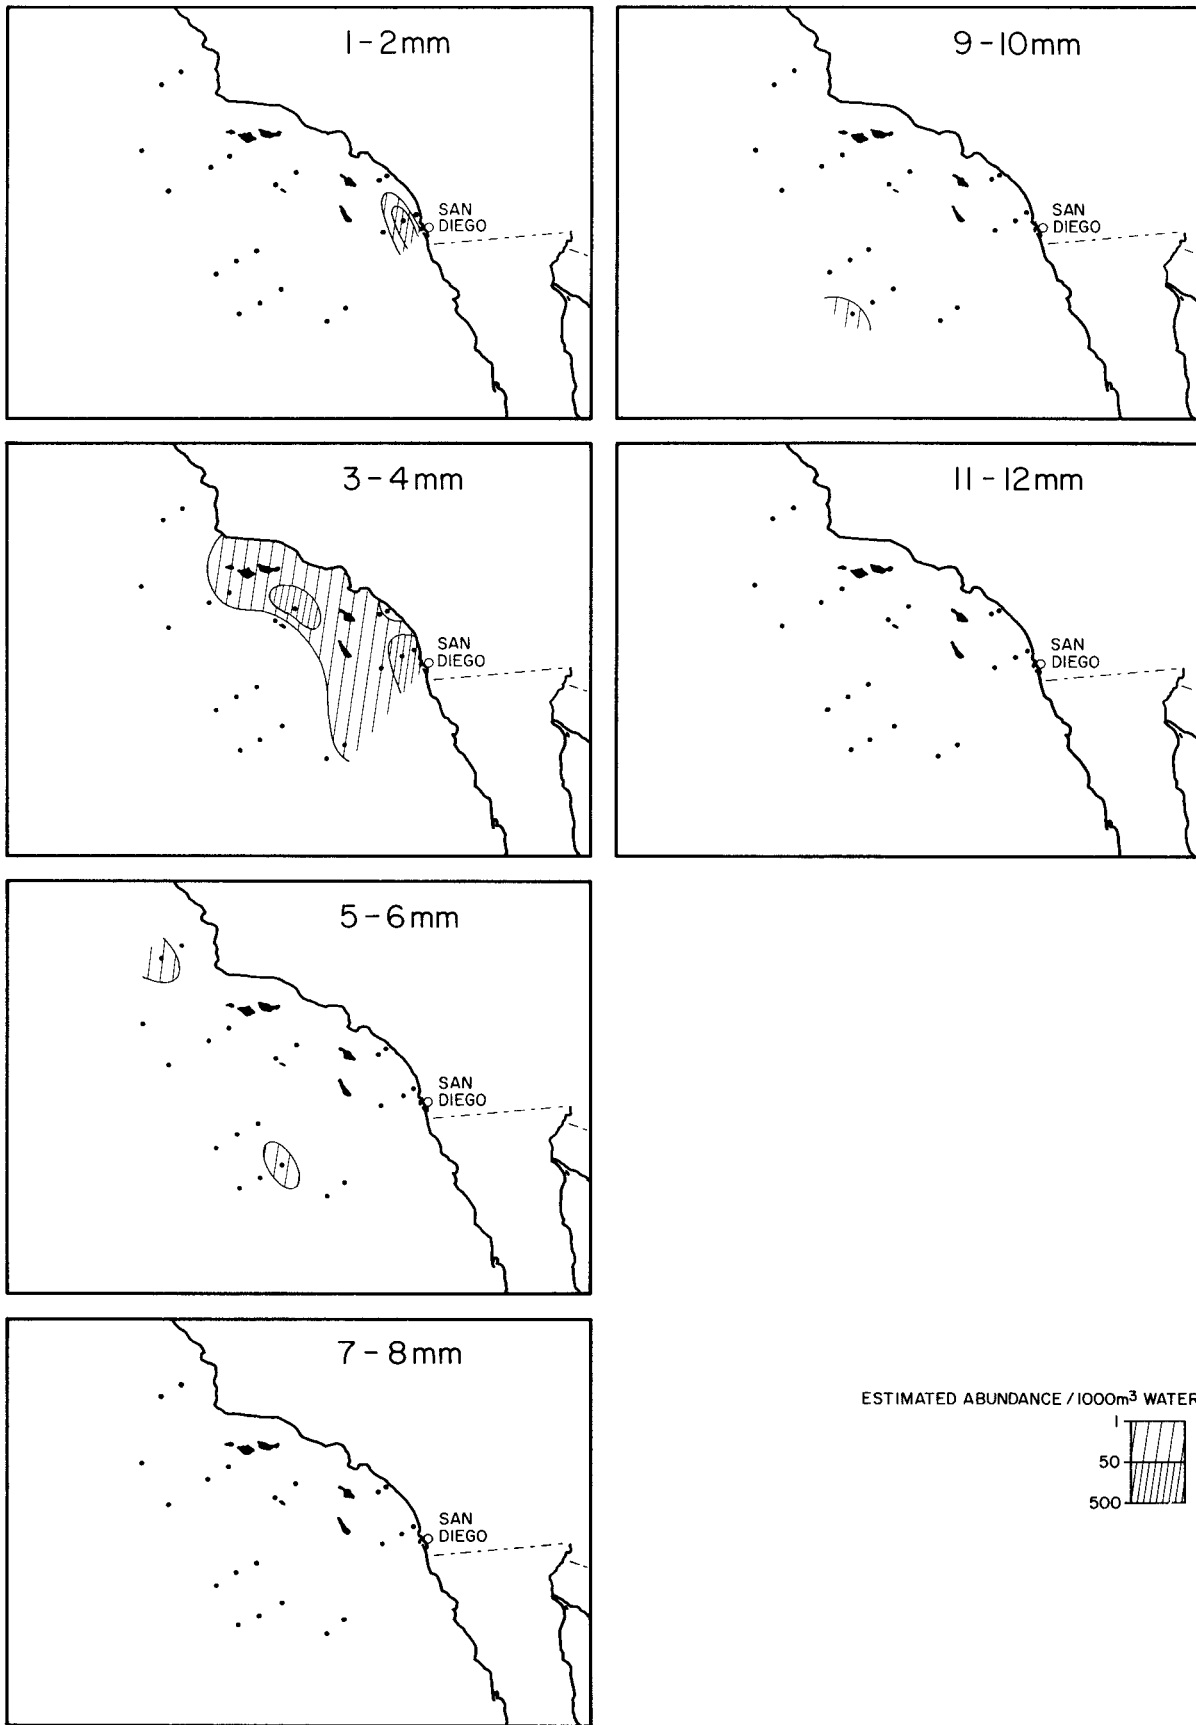 1-2mm
SAN
DIEGO
9-10mm
SAN
DIEGO
3-4mm
SAN
DIEGO
11-12mm
SAN
DIEGO
5-6mm
SAN
DIEGO
7-8mm
SAN
DIEGO
ESTIMATED ABUNDANCE /1000m³ WATER
1
50
500